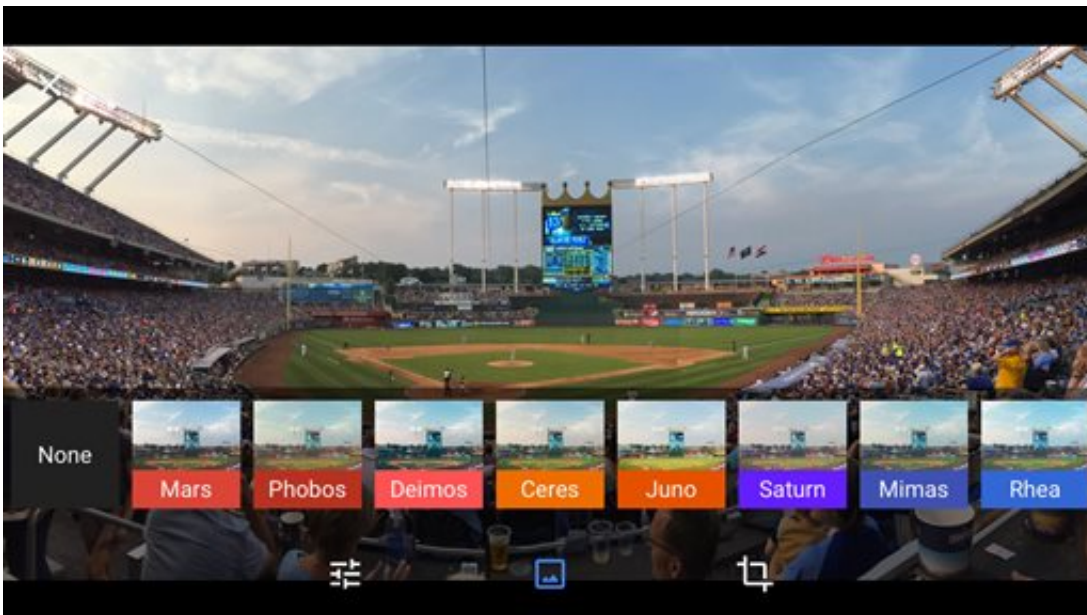 None
Mars
Phobos
Deimos
Ceres
Juno
Saturn
Mimas
Rhea